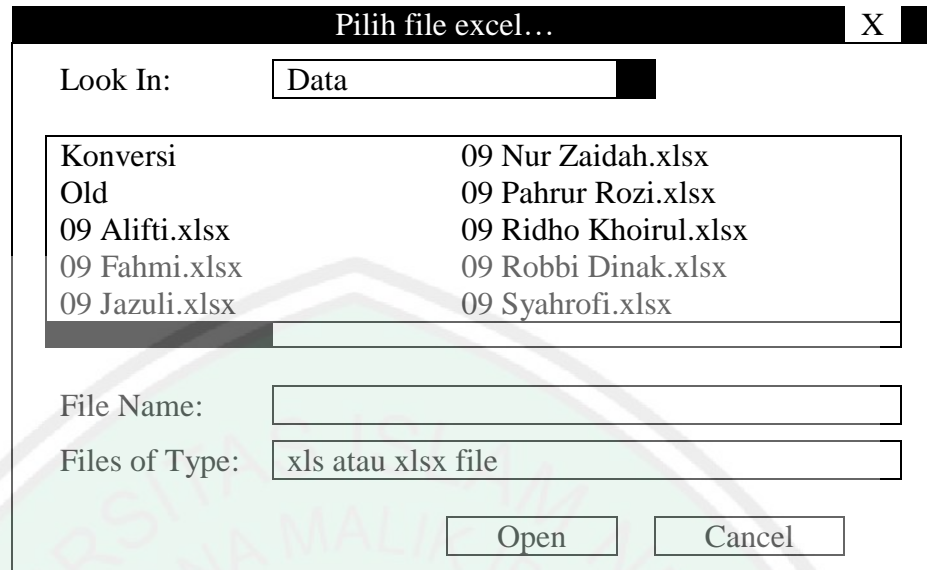 Pilih file excel… X
Look In: Data
Konversi 09 Nur Zaidah.xlsx
Old 09 Pahrur Rozi.xlsx
09 Alifti.xlsx 09 Ridho Khoirul.xlsx
09 Fahmi.xlsx 09 Robbi Dinak.xlsx
09 Jazuli.xlsx 09 Syahrofi.xlsx
File Name:
Files of Type: xls atau xlsx file
Open Cancel